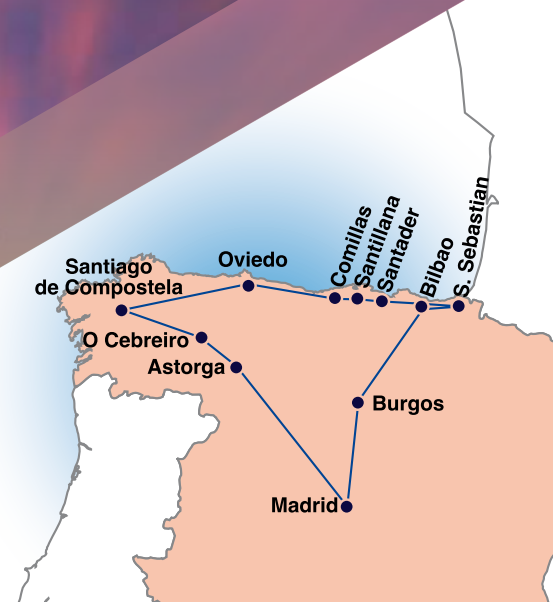 Santiago
de Compostela
Oviedo
Comillas
Santillana
Santader
Bilbao
S. Sebastian
O Cebreiro
Astorga
Burgos
Madrid